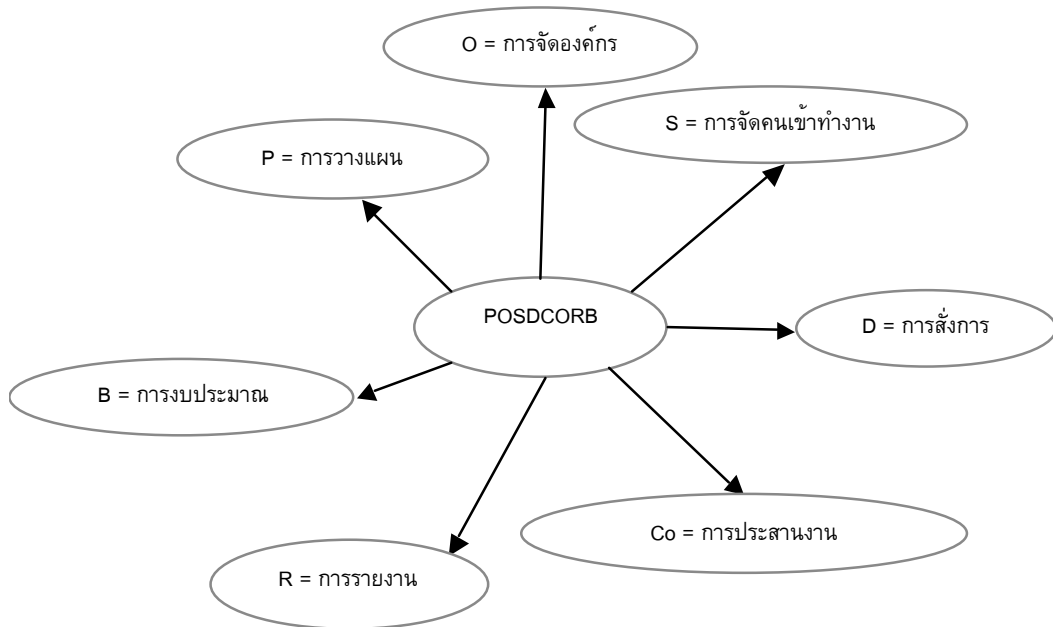 O = การจัดองค์กร
S = การจัดคนเข้าทำงาน
P = การวางแผน
POSDCORB
D = การสั่งการ
B = การงบประมาณ
Co = การประสานงาน
R = การรายงาน